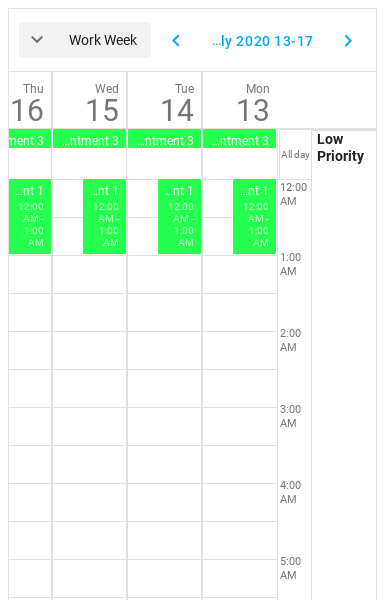 Work Week
...ly 2020 13-17
Thu
16
Wed
15
Tue
14
Mon
13
ment 3
...ntment 3
...ntment 3
...ntment 3
All day
Low
Priority
...nt 1
12:00
AM -
1:00
AM
...nt 1
12:00
AM -
1:00
AM
...nt 1
12:00
AM -
1:00
AM
...nt 1
12:00
AM -
1:00
AM
12:00
AM
1:00
AM
2:00
AM
3:00
AM
4:00
AM
5:00
AM